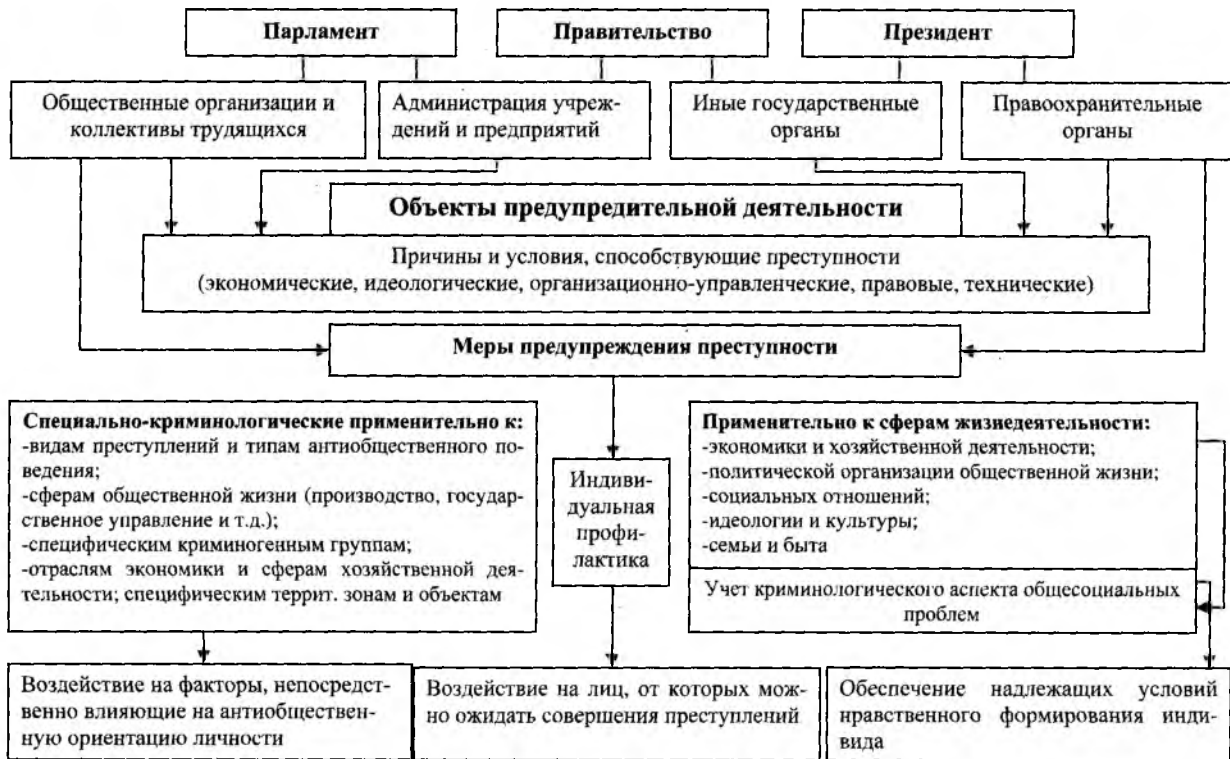 Парламент
Правительство
Президент
Общественные организации и
коллективы трудящихся
Администрация учреж-
дений и предприятий
Иные государственные
органы
Правоохранительные
органы
Объекты предупредительной деятельности
Причины и условия, способствующие преступности
(экономические, идеологические, организационно-управленческие, правовые, технические)
Меры предупреждения преступности
Специально-криминологические применительно к:
-видам преступлений и типам антиобщественного по-
ведения;
-сферам общественной жизни (производство, государ-
ственное управление и т.д.);
-специфическим криминогенным группам;
-отраслям экономики и сферам хозяйственной дея-
тельности; специфическим террит. зонам и объектам
Индиви-
дуальная
профи-
лактика
Применительно к сферам жизнедеятельности:
-экономики и хозяйственной деятельности;
-политической организации общественной жизни;
-социальных отношений;
-идеологии и культуры;
-семьи и быта
Учет криминологического аспекта общесоциальных
проблем
Воздействие на факторы, непосредст-
венно влияющие на антиобществен-
ную ориентацию личности
Воздействие на лиц, от которых мож-
но ожидать совершения преступлений
Обеспечение надлежащих условий
нравственного формирования инди-
вида